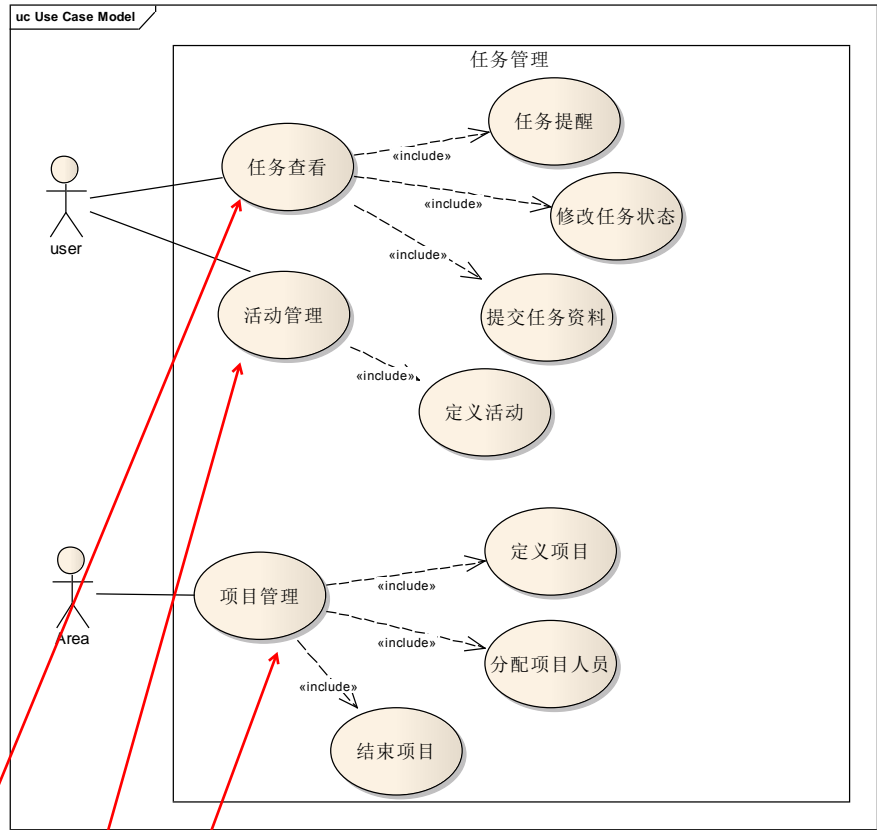 uc Use Case Model
任务管理
任务提醒
«include»
任务查看
«include»
修改任务状态
user
«include»
活动管理
提交任务资料
«include»
定义活动
定义项目
«include»
项目管理
Area
«include»
分配项目人员
«include»
结束项目